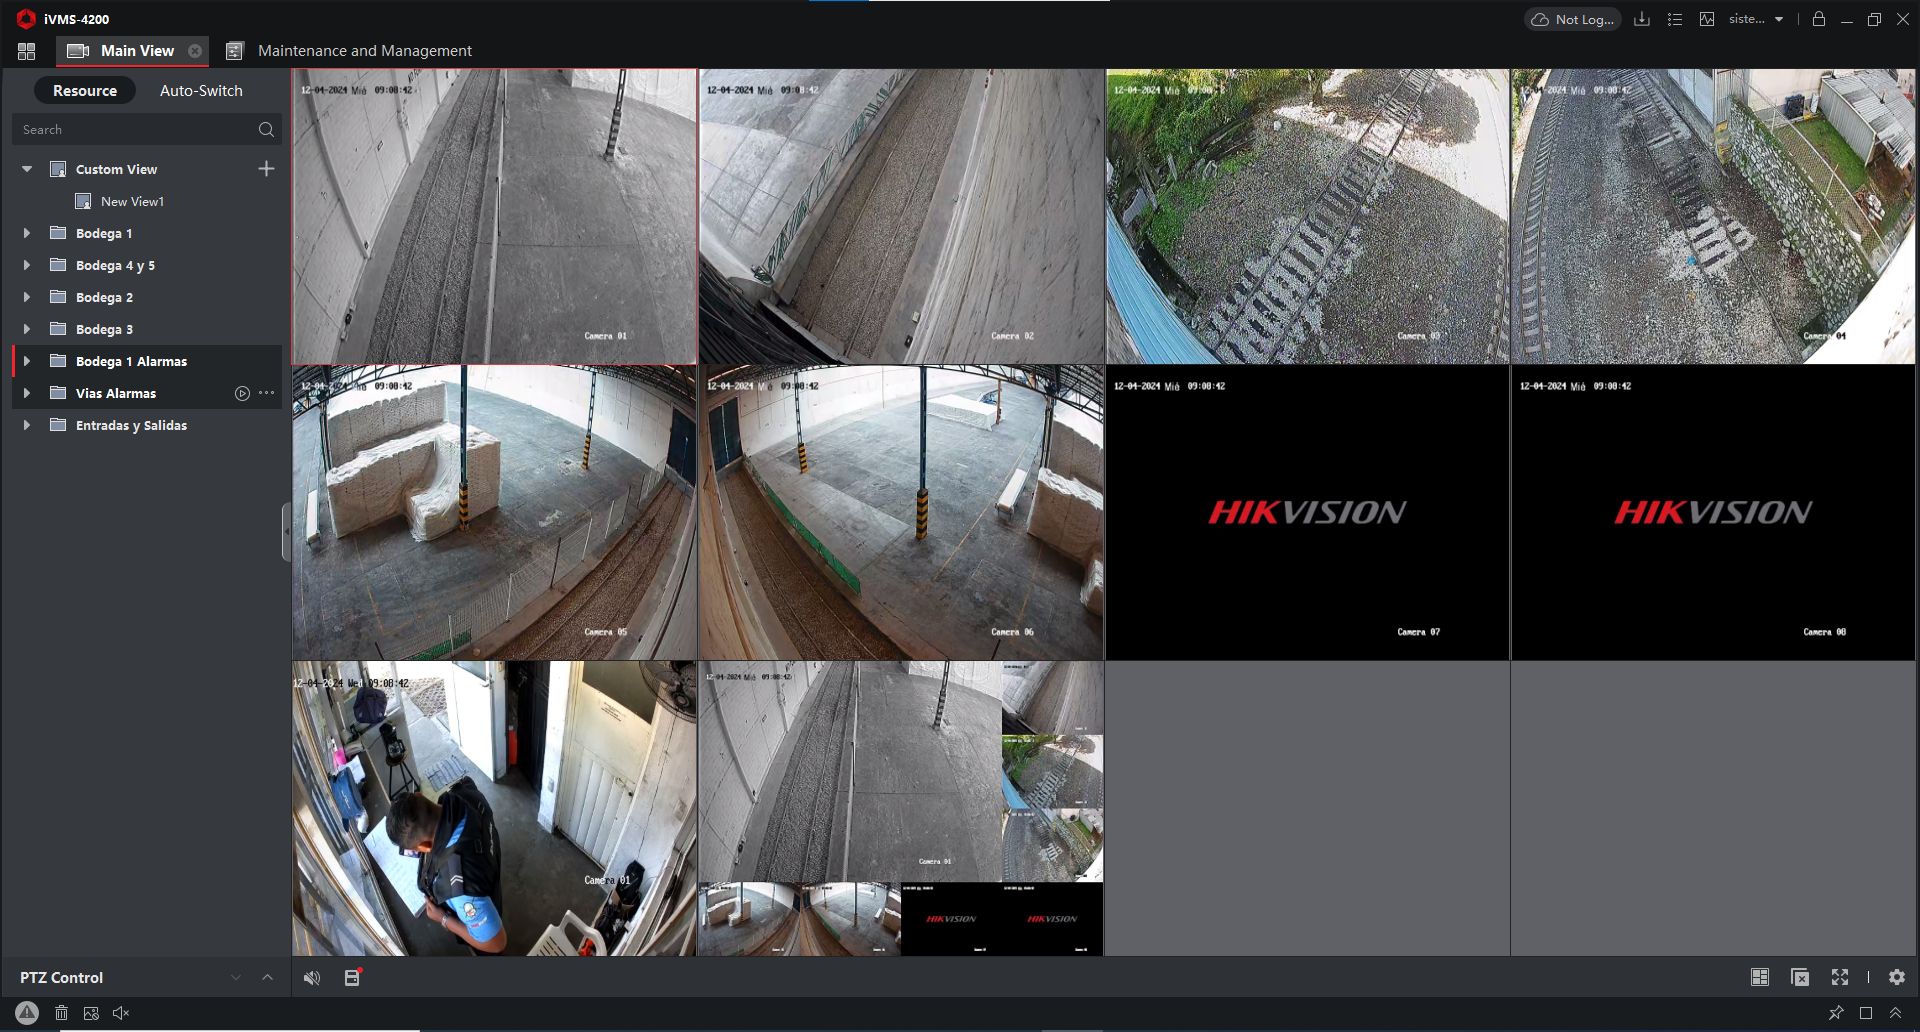 iVMS-4200
Not Log...
siste...
Main View
Maintenance and Management
Resource
Auto-Switch
Search
Custom View
New View1
Bodega 1
Bodega 4 y 5
Bodega 2
Bodega 3
Bodega 1 Alarmas
Vias Alarmas
Entradas y Salidas
PTZ Control
12-04-2024 Mié 09:08:42
Camera 01
12-04-2024 Mié 09:08:42
Camera 02
12-04-2024 Mié 09:08:42
Camera 03
12-04-2024 Mié 09:08:42
Camera 04
12-04-2024 Mié 09:08:42
Camera 05
12-04-2024 Mié 09:08:42
Camera 06
12-04-2024 Mié 09:08:42
HIKVISION
Camera 07
12-04-2024 Mié 09:08:42
HIKVISION
Camera 08
12-04-2024 Wed 09:08:42
Camera 01
12-04-2024 Mié 09:08:42
Camera 01
HIKVISION
HIKVISION